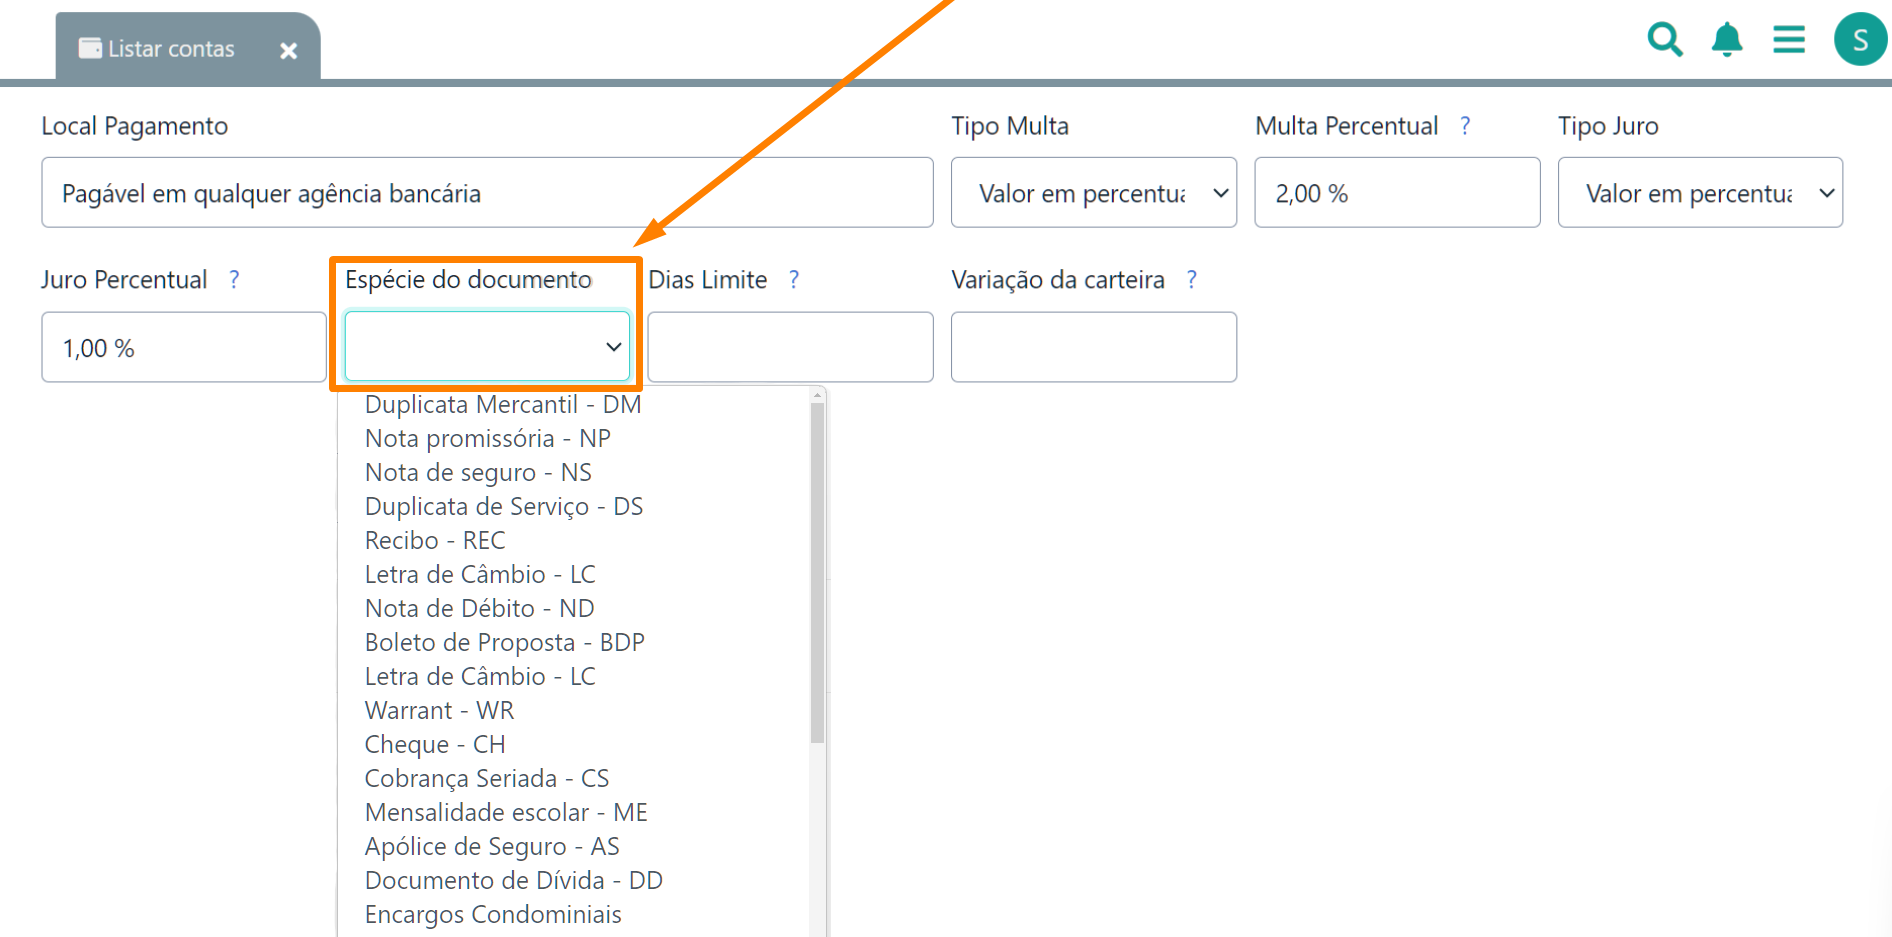 Listar contas
S
Local Pagamento
Tipo Multa
Multa Percentual ?
Tipo Juro
Pagável em qualquer agência bancária
Valor em percentua
2,00 %
Valor em percentua
Juro Percentual ?
Espécie do documento
Dias Limite ?
Variação da carteira ?
1,00 %
Duplicata Mercantil - DM
Nota promissória - NP
Nota de seguro - NS
Duplicata de Serviço - DS
Recibo - REC
Letra de Câmbio - LC
Nota de Débito - ND
Boleto de Proposta - BDP
Letra de Câmbio - LC
Warrant - WR
Cheque - CH
Cobrança Seriada - CS
Mensalidade escolar - ME
Apólice de Seguro - AS
Documento de Dívida - DD
Encargos Condominiais